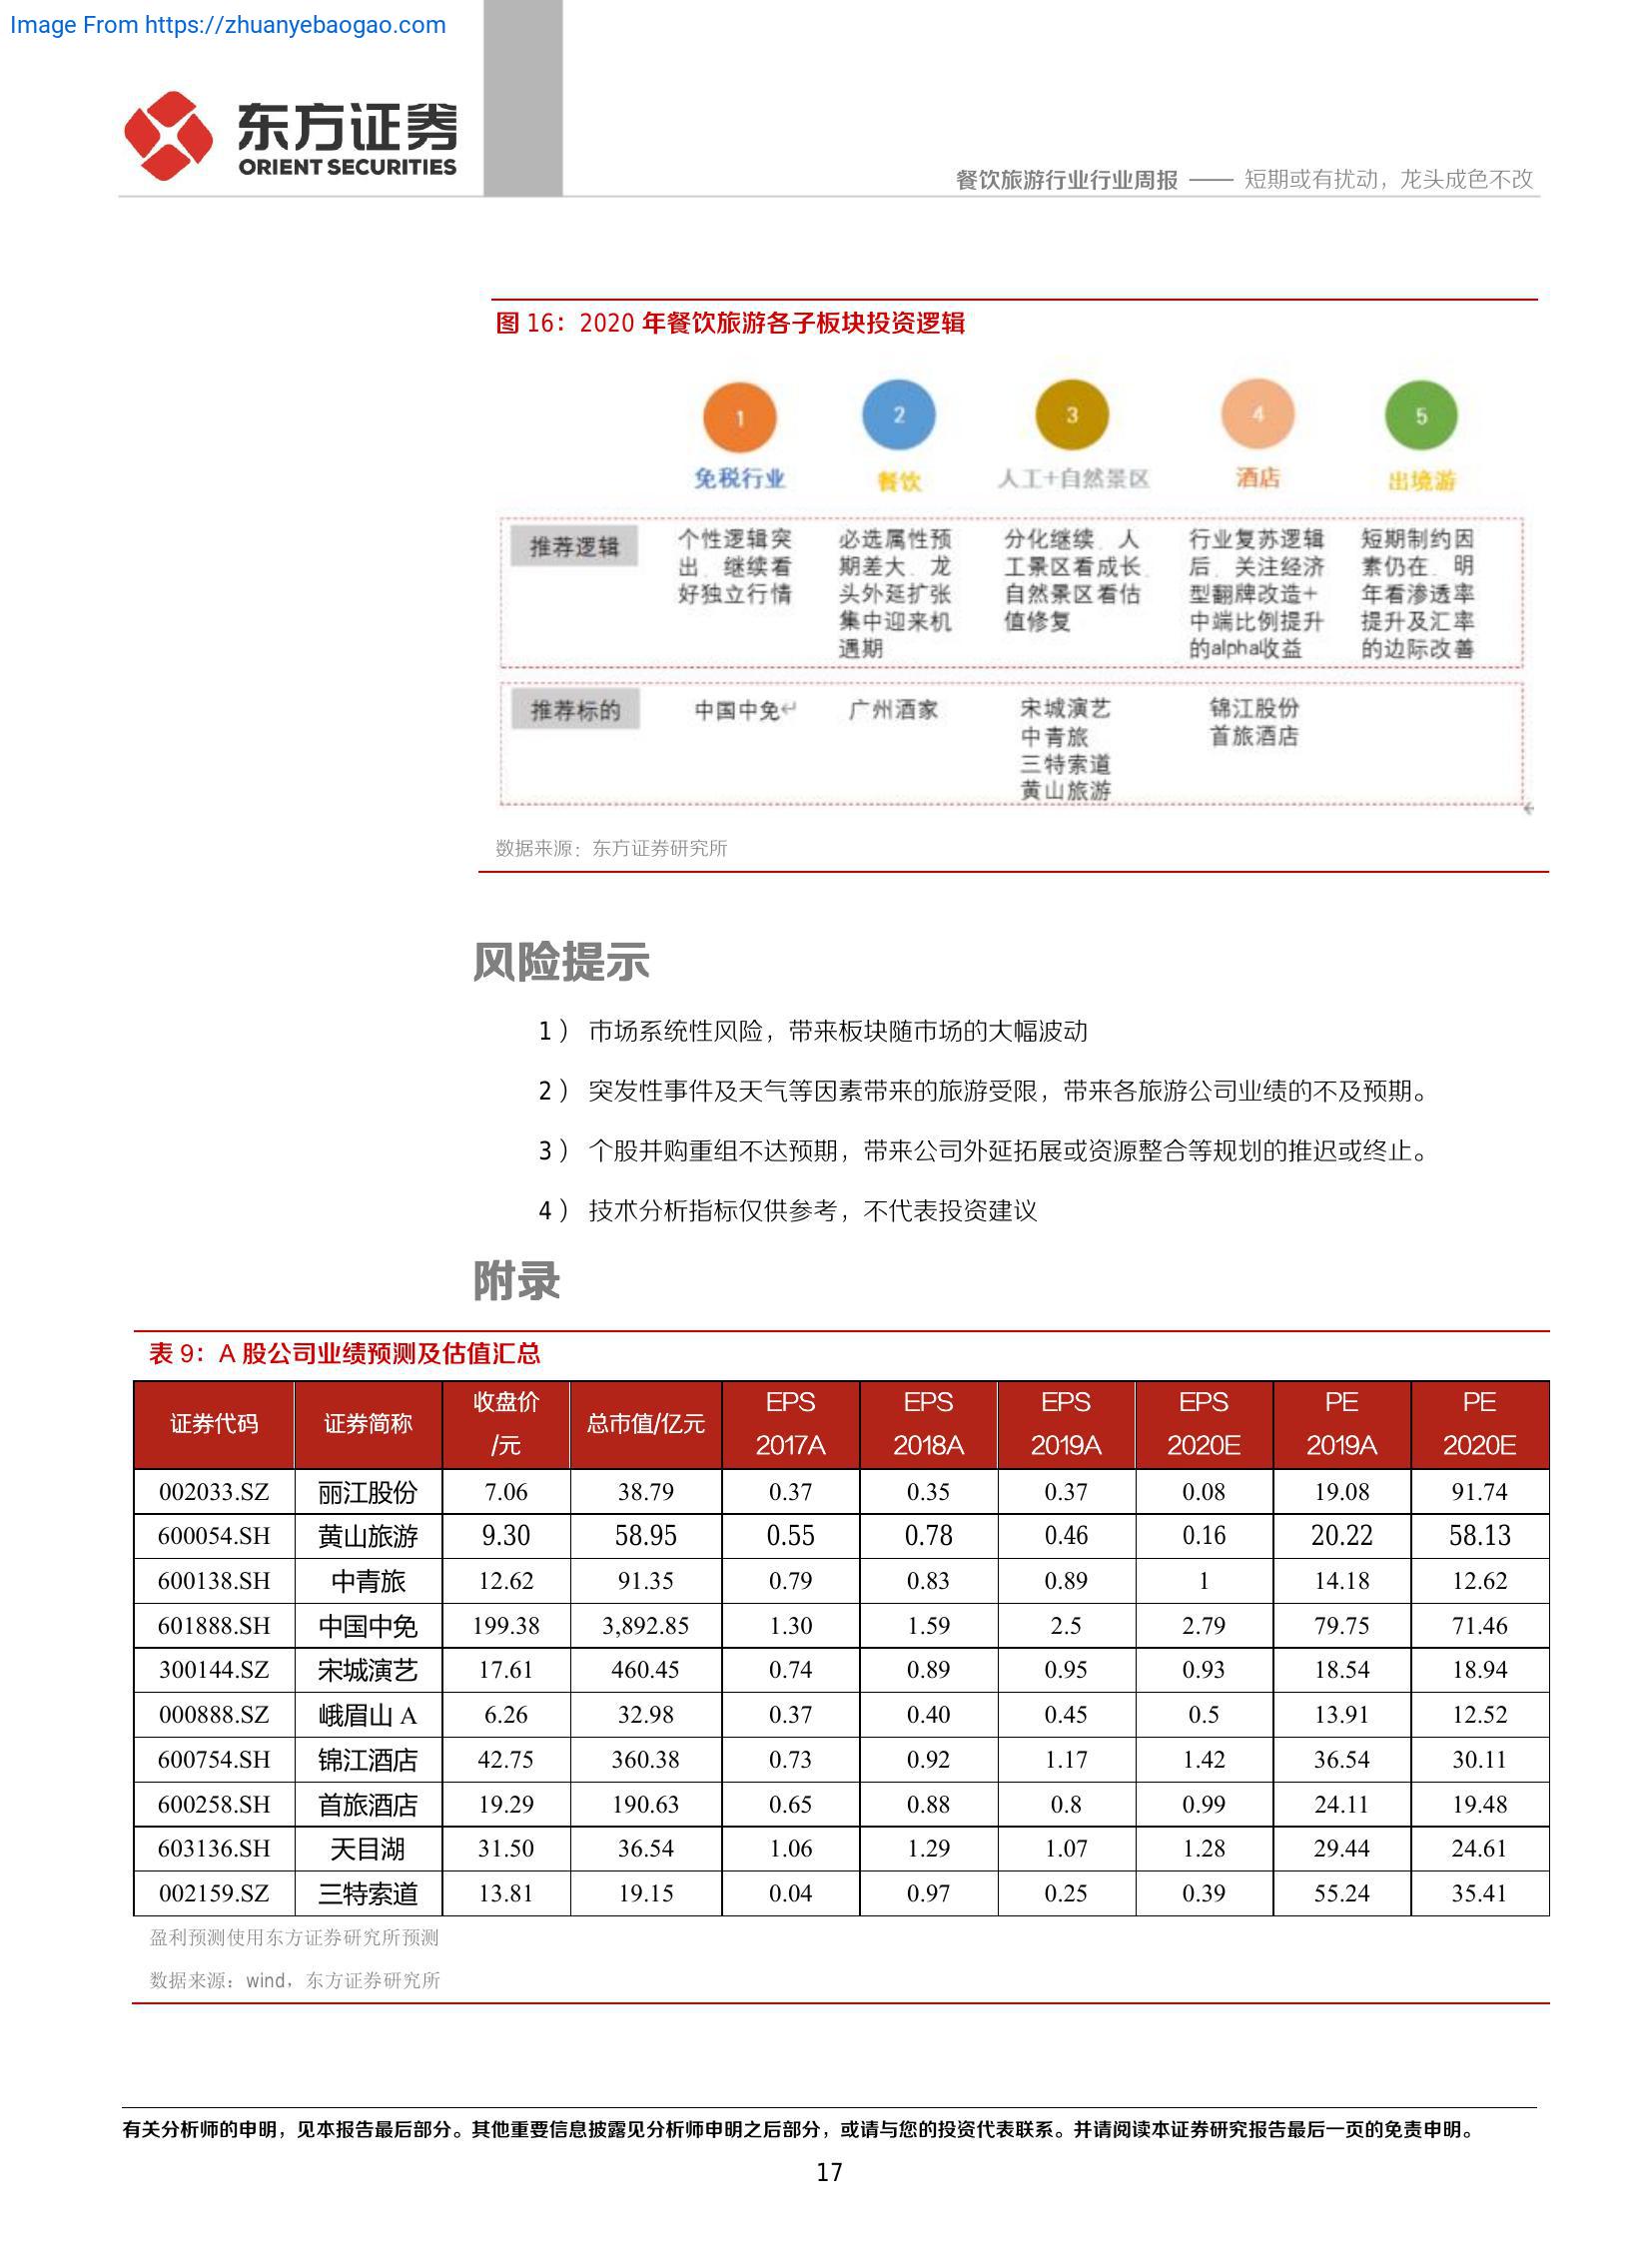 Image From https://zhuanyebaogao.com
东方证券
ORIENT SECURITIES
餐饮旅游行业行业周报 —— 短期或有扰动，龙头成色不改
图 16：2020 年餐饮旅游各子板块投资逻辑
1 2 3 4 5
免税行业 餐饮 人工+自然景区 酒店 出境游
推荐逻辑
个性逻辑突
出，继续看
好独立行情
必选属性预
期差大，龙
头外延扩张
集中迎来机
遇期
分化继续，人
工景区看成长，
自然景区看估
值修复
行业复苏逻辑
后，关注经济
型翻牌改造+
中端比例提升
的alpha收益
短期制约因
素仍在，明
年看渗透率
提升及汇率
的边际改善
推荐标的
中国中免↵
广州酒家
宋城演艺
中青旅
三特索道
黄山旅游
锦江股份
首旅酒店
数据来源：东方证券研究所
风险提示
1 ） 市场系统性风险，带来板块随市场的大幅波动
2 ） 突发性事件及天气等因素带来的旅游受限，带来各旅游公司业绩的不及预期。
3 ） 个股并购重组不达预期，带来公司外延拓展或资源整合等规划的推迟或终止。
4 ） 技术分析指标仅供参考，不代表投资建议
附录
表 9：A 股公司业绩预测及估值汇总
证券代码 证券简称 收盘价/元 总市值/亿元 EPS 2017A EPS 2018A EPS 2019A EPS 2020E PE 2019A PE 2020E
002033.SZ 丽江股份 7.06 38.79 0.37 0.35 0.37 0.08 19.08 91.74
600054.SH 黄山旅游 9.30 58.95 0.55 0.78 0.46 0.16 20.22 58.13
600138.SH 中青旅 12.62 91.35 0.79 0.83 0.89 1 14.18 12.62
601888.SH 中国中免 199.38 3,892.85 1.30 1.59 2.5 2.79 79.75 71.46
300144.SZ 宋城演艺 17.61 460.45 0.74 0.89 0.95 0.93 18.54 18.94
000888.SZ 峨眉山 A 6.26 32.98 0.37 0.40 0.45 0.5 13.91 12.52
600754.SH 锦江酒店 42.75 360.38 0.73 0.92 1.17 1.42 36.54 30.11
600258.SH 首旅酒店 19.29 190.63 0.65 0.88 0.8 0.99 24.11 19.48
603136.SH 天目湖 31.50 36.54 1.06 1.29 1.07 1.28 29.44 24.61
002159.SZ 三特索道 13.81 19.15 0.04 0.97 0.25 0.39 55.24 35.41
盈利预测使用东方证券研究所预测
数据来源：wind，东方证券研究所
有关分析师的申明，见本报告最后部分。其他重要信息披露见分析师申明之后部分，或请与您的投资代表联系。并请阅读本证券研究报告最后一页的免责申明。
17